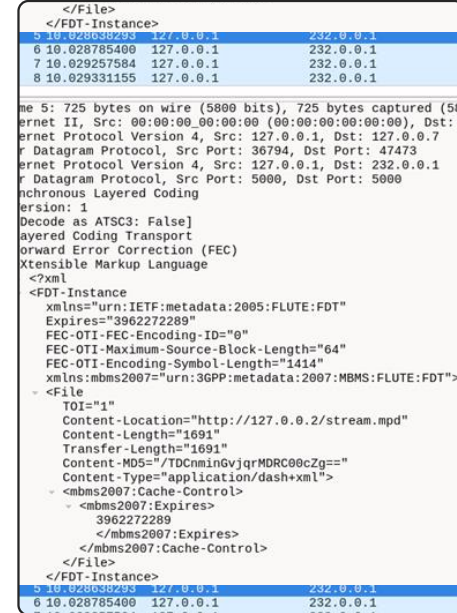 </File>
</FDT-Instance>
5 10.028638293 127.0.0.1 232.0.0.1
6 10.028785400 127.0.0.1 232.0.0.1
7 10.029257584 127.0.0.1 232.0.0.1
8 10.029331155 127.0.0.1 232.0.0.1
me 5: 725 bytes on wire (5800 bits), 725 bytes captured (58
ernet II, Src: 00:00:00_00:00:00 (00:00:00:00:00:00), Dst:
ernet Protocol Version 4, Src: 127.0.0.1, Dst: 127.0.0.7
r Datagram Protocol, Src Port: 36794, Dst Port: 47473
ernet Protocol Version 4, Src: 127.0.0.1, Dst: 232.0.0.1
r Datagram Protocol, Src Port: 5000, Dst Port: 5000
nchronous Layered Coding
ersion: 1
Decode as ATSC3: False]
ayered Coding Transport
orward Error Correction (FEC)
Xtensible Markup Language
<?xml
<FDT-Instance
xmlns="urn:IETF:metadata:2005:FLUTE:FDT"
Expires="3962272289"
FEC-OTI-FEC-Encoding-ID="0"
FEC-OTI-Maximum-Source-Block-Length="64"
FEC-OTI-Encoding-Symbol-Length="1414"
xmlns:mbms2007="urn:3GPP:metadata:2007:MBMS:FLUTE:FDT">
<File
TOI="1"
Content-Location="http://127.0.0.2/stream.mpd"
Content-Length="1691"
Transfer-Length="1691"
Content-MD5="/TDCnminGvjqrMDRC00cZg=="
Content-Type="application/dash+xml">
<mbms2007:Cache-Control>
<mbms2007:Expires>
3962272289
</mbms2007:Expires>
</mbms2007:Cache-Control>
</File>
</FDT-Instance>
5 10.028638293 127.0.0.1 232.0.0.1
6 10.028785400 127.0.0.1 232.0.0.1